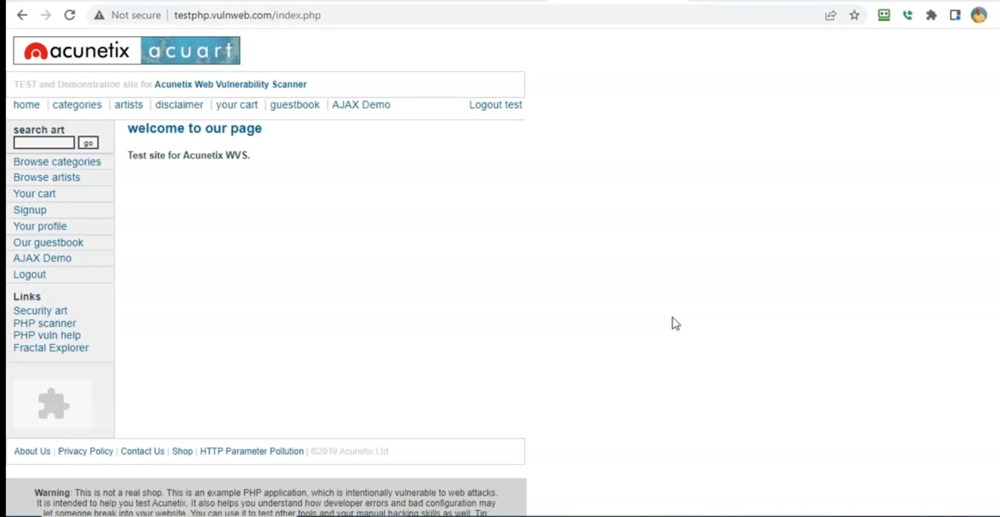 Not secure | testphp.vulnweb.com/index.php
acunetix acuart
TEST and Demonstration site for Acunetix Web Vulnerability Scanner
home | categories | artists | disclaimer | your cart | guestbook | AJAX Demo Logout test
search art
go
Browse categories
Browse artists
Your cart
Signup
Your profile
Our guestbook
AJAX Demo
Logout
Links
Security art
PHP scanner
PHP vuln help
Fractal Explorer
welcome to our page
Test site for Acunetix WVS.
About Us | Privacy Policy | Contact Us | Shop | HTTP Parameter Pollution | ©2019 Acunetix Ltd
Warning: This is not a real shop. This is an example PHP application, which is intentionally vulnerable to web attacks.
It is intended to help you test Acunetix. It also helps you understand how developer errors and bad configuration may
let someone break into your website. You can use it to test other tools and your manual hacking skills as well. Tip: